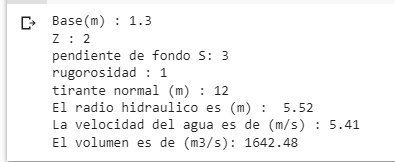 Base(m) : 1.3
Z : 2
pendiente de fondo S: 3
rugorosidad : 1
tirante normal (m) : 12
El radio hidraulico es (m) :  5.52
La velocidad del agua es de (m/s) : 5.41
El volumen es de (m3/s): 1642.48